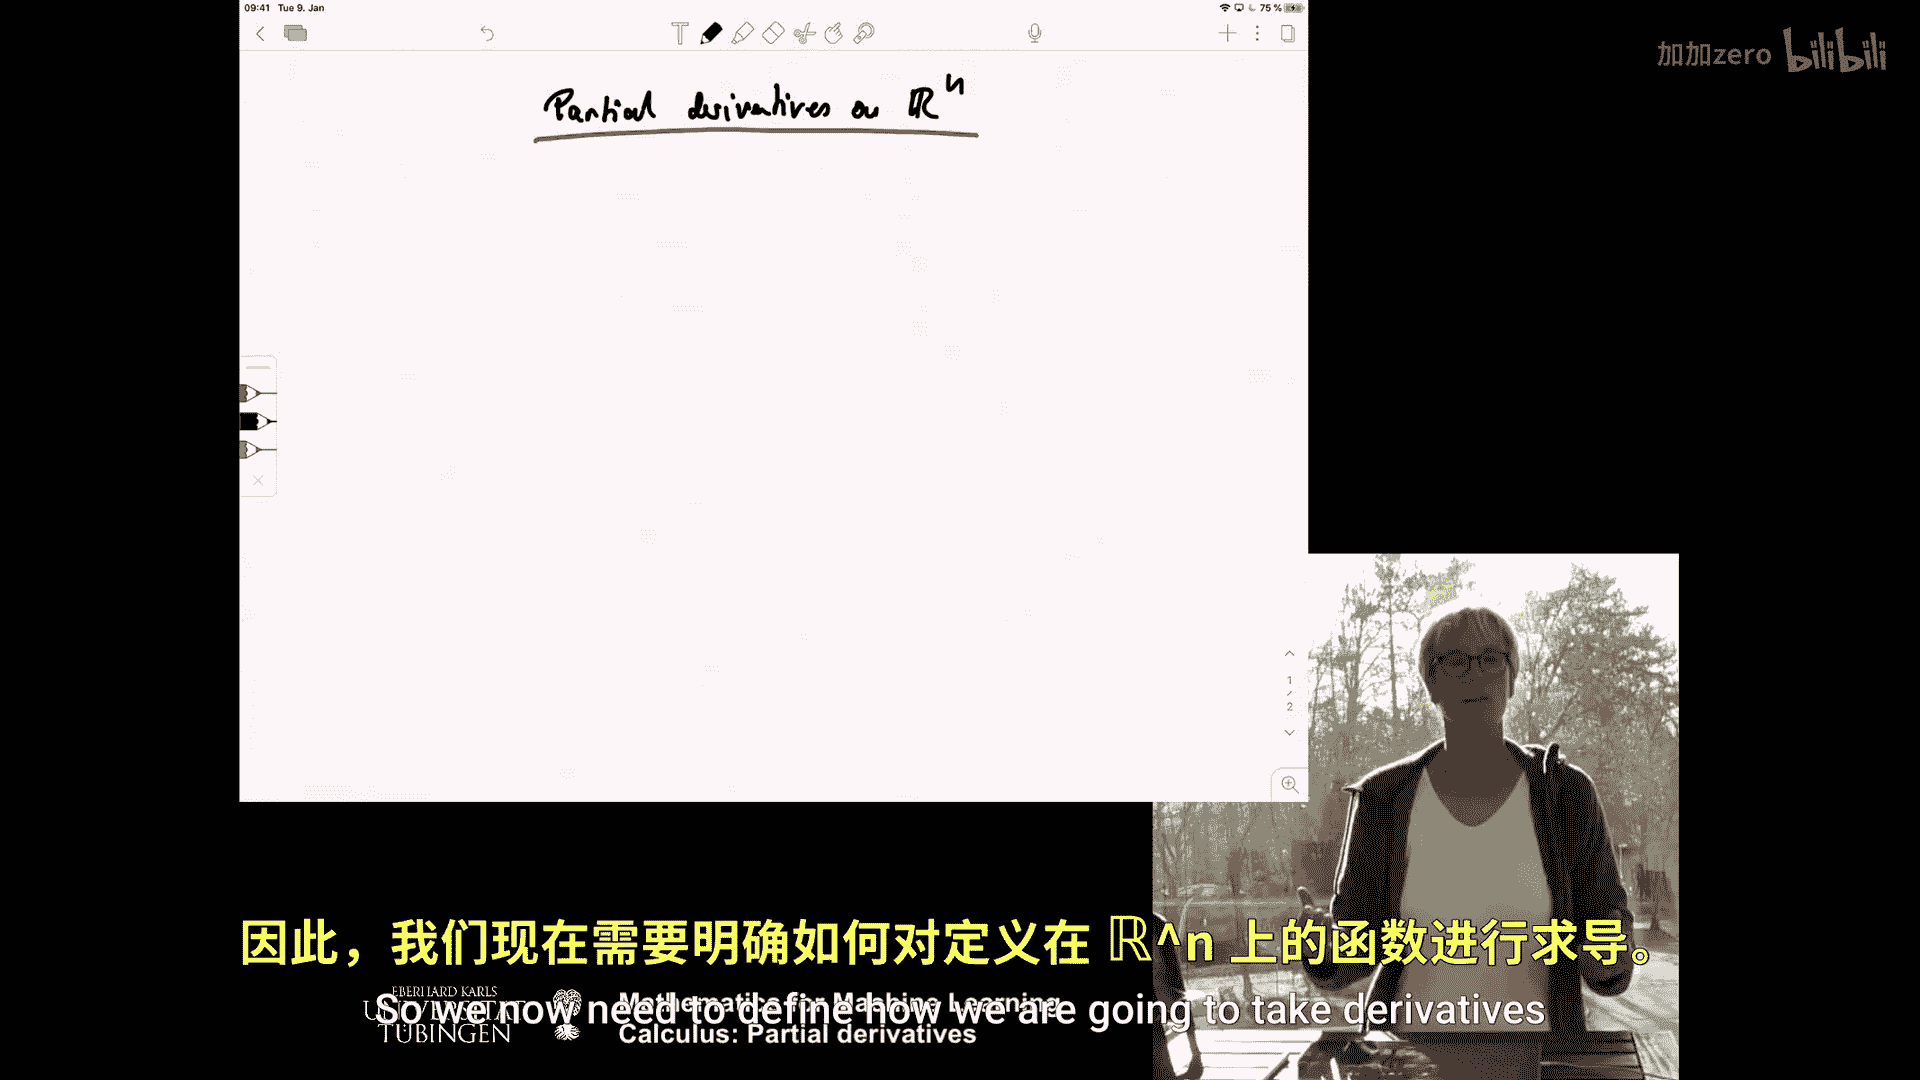 09:41 Tue 9. Jan
75 %
T
Partial derivatives on ℝⁿ
加加zero bilibili
1
2
因此，我们现在需要明确如何对定义在 ℝ^n 上的函数进行求导。
So we now need to define how we are going to take derivatives
EBERHARD KARLS
UNIVERSITÄT
TÜBINGEN
Mathematics for Machine Learning
Calculus: Partial derivatives